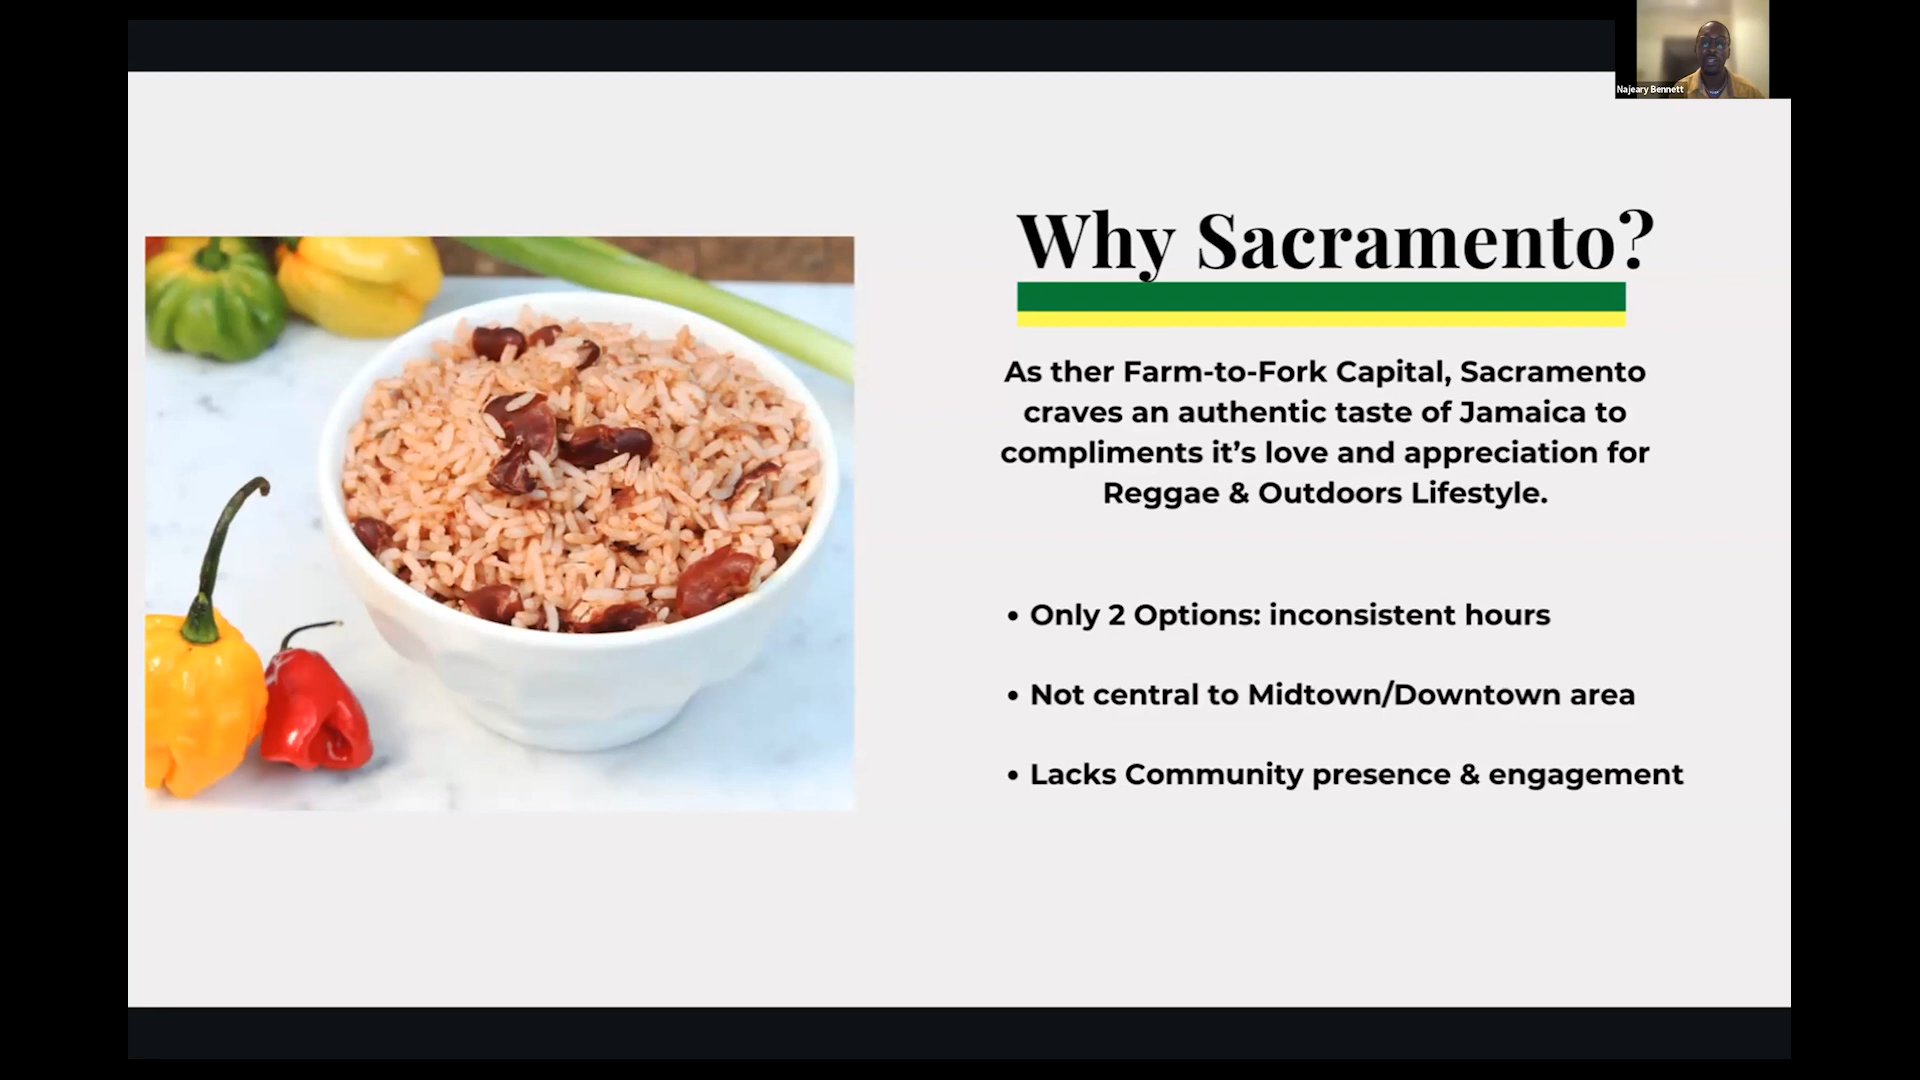 Najeary Bennett
Why Sacramento?
As ther Farm-to-Fork Capital, Sacramento
craves an authentic taste of Jamaica to
compliments it's love and appreciation for
Reggae & Outdoors Lifestyle.
• Only 2 Options: inconsistent hours
• Not central to Midtown/Downtown area
• Lacks Community presence & engagement